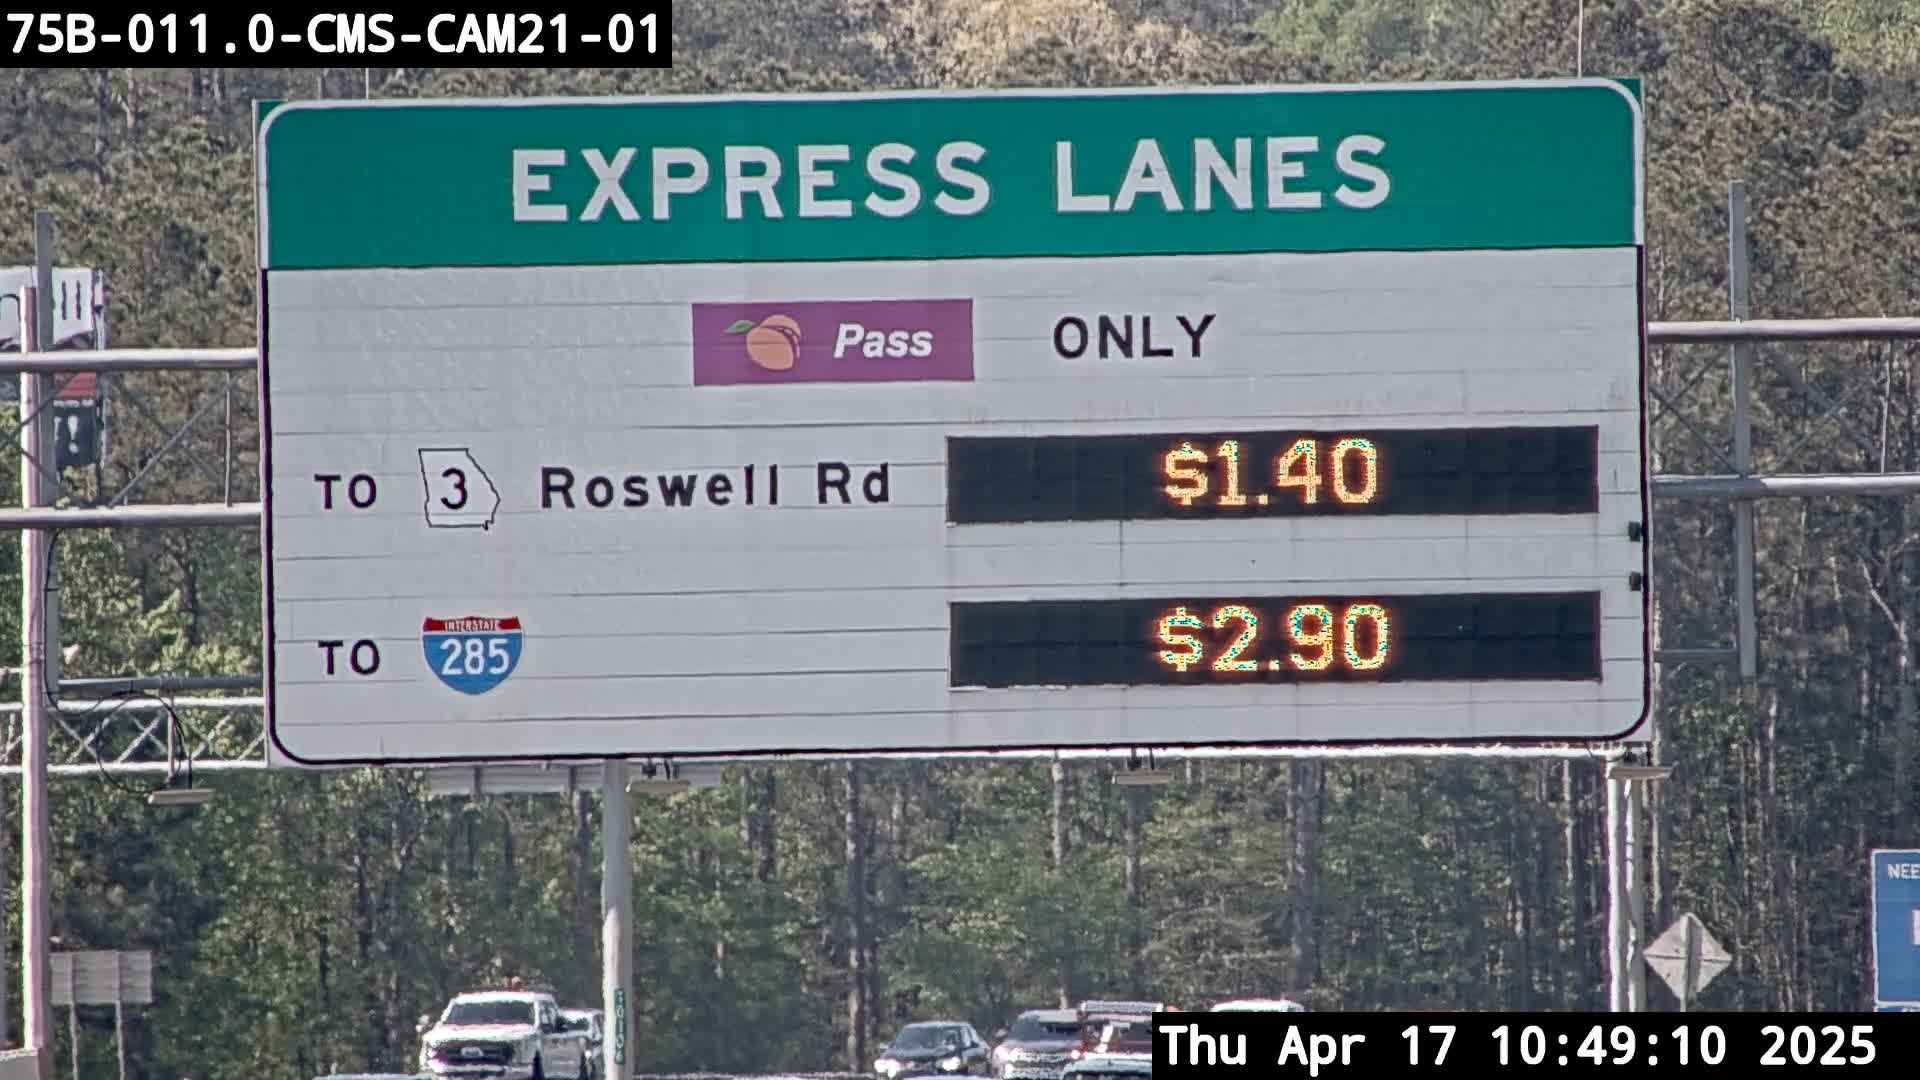 75B-011.0-CMS-CAM21-01
EXPRESS LANES
Pass ONLY
TO 3 Roswell Rd $1.40
INTERSTATE
TO 285 $2.90
NEE
Thu Apr 17 10:49:10 2025